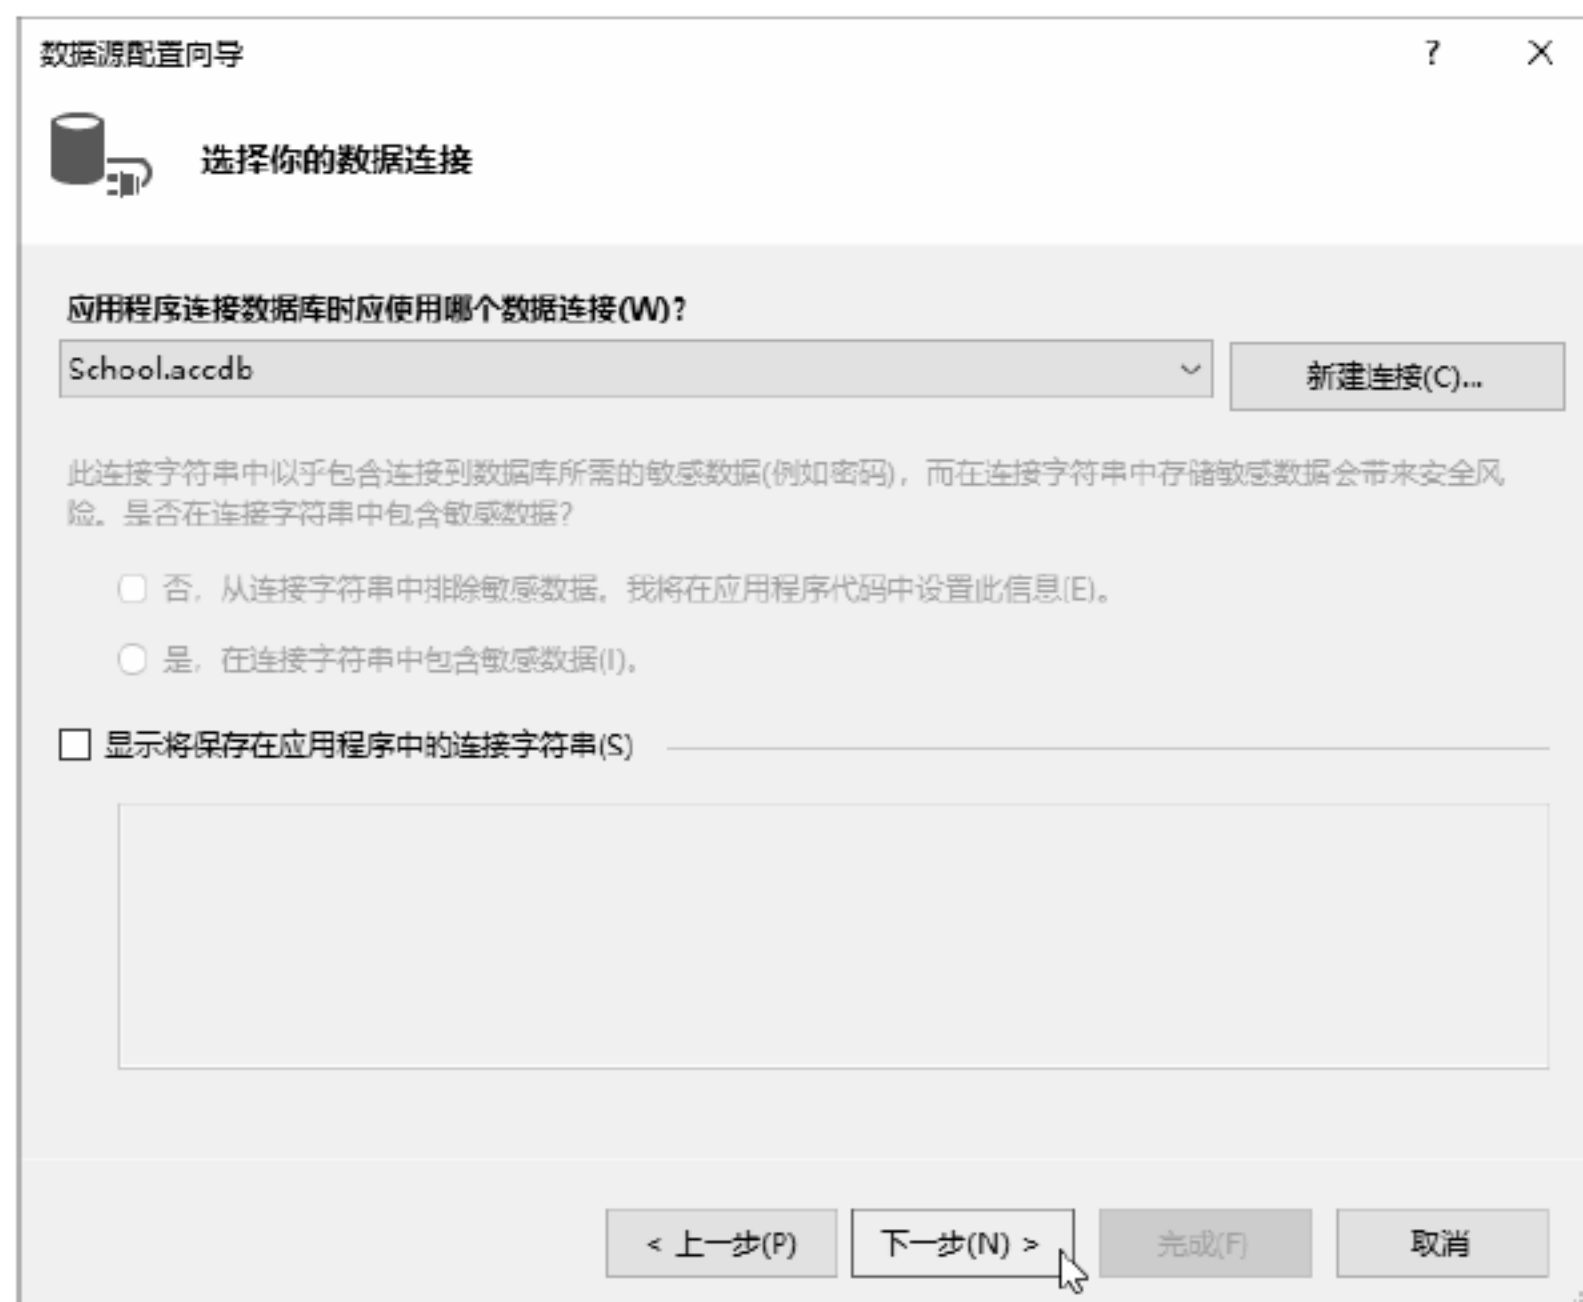 数据源配置向导
?
选择你的数据连接
应用程序连接数据库时应使用哪个数据连接(W)?
School.accdb
新建连接(C)...
此连接字符串中似乎包含连接到数据库所需的敏感数据(例如密码)，而在连接字符串中存储敏感数据会带来安全风
险。是否在连接字符串中包含敏感数据?
否，从连接字符串中排除敏感数据。我将在应用程序代码中设置此信息(E)。
是，在连接字符串中包含敏感数据(I)。
显示将保存在应用程序中的连接字符串(S)
< 上一步(P)
下一步(N) >
完成(F)
取消